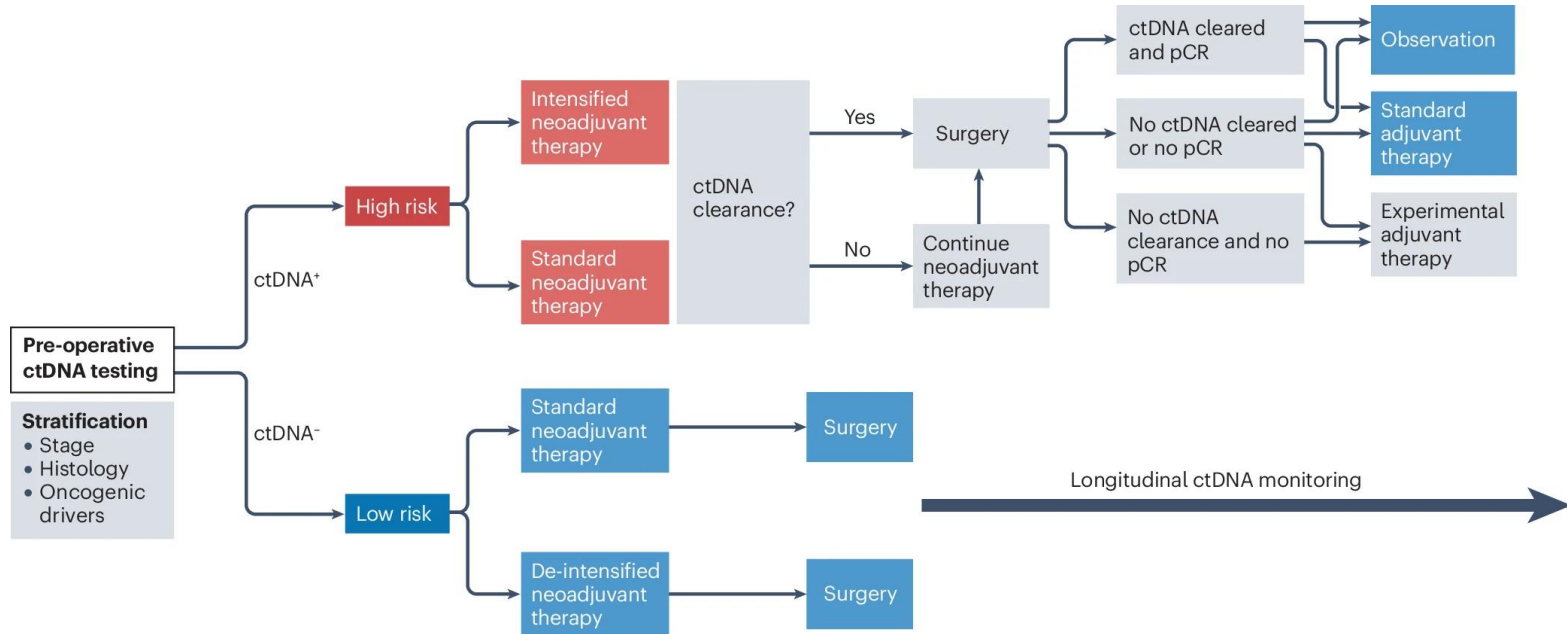 Pre-operative
ctDNA testing
Stratification
• Stage
• Histology
• Oncogenic
drivers
ctDNA⁺
ctDNA⁻
High risk
Low risk
Intensified
neoadjuvant
therapy
Standard
neoadjuvant
therapy
Standard
neoadjuvant
therapy
De-intensified
neoadjuvant
therapy
ctDNA
clearance?
Yes
No
Surgery
Continue
neoadjuvant
therapy
Surgery
Surgery
ctDNA cleared
and pCR
No ctDNA cleared
or no pCR
No ctDNA
clearance and no
pCR
Observation
Standard
adjuvant
therapy
Experimental
adjuvant
therapy
Longitudinal ctDNA monitoring